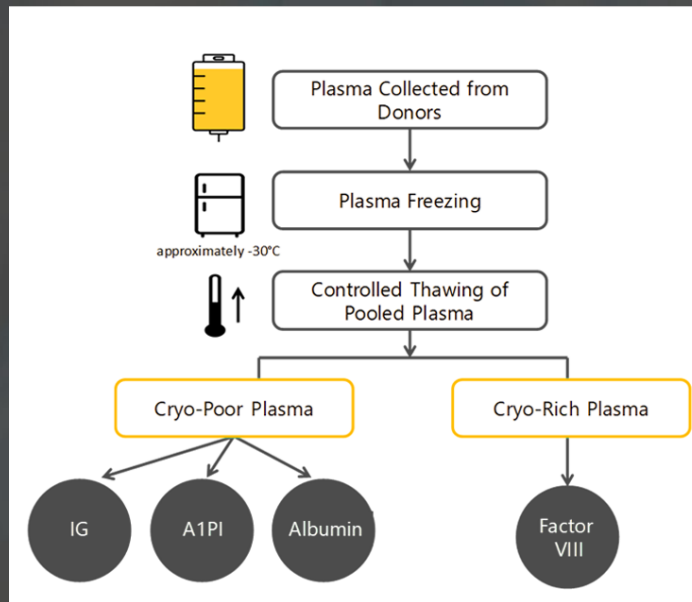 Plasma Collected from
Donors
Plasma Freezing
approximately -30°C
Controlled Thawing of
Pooled Plasma
Cryo-Poor Plasma
Cryo-Rich Plasma
IG
A1PI
Albumin
Factor
VIII